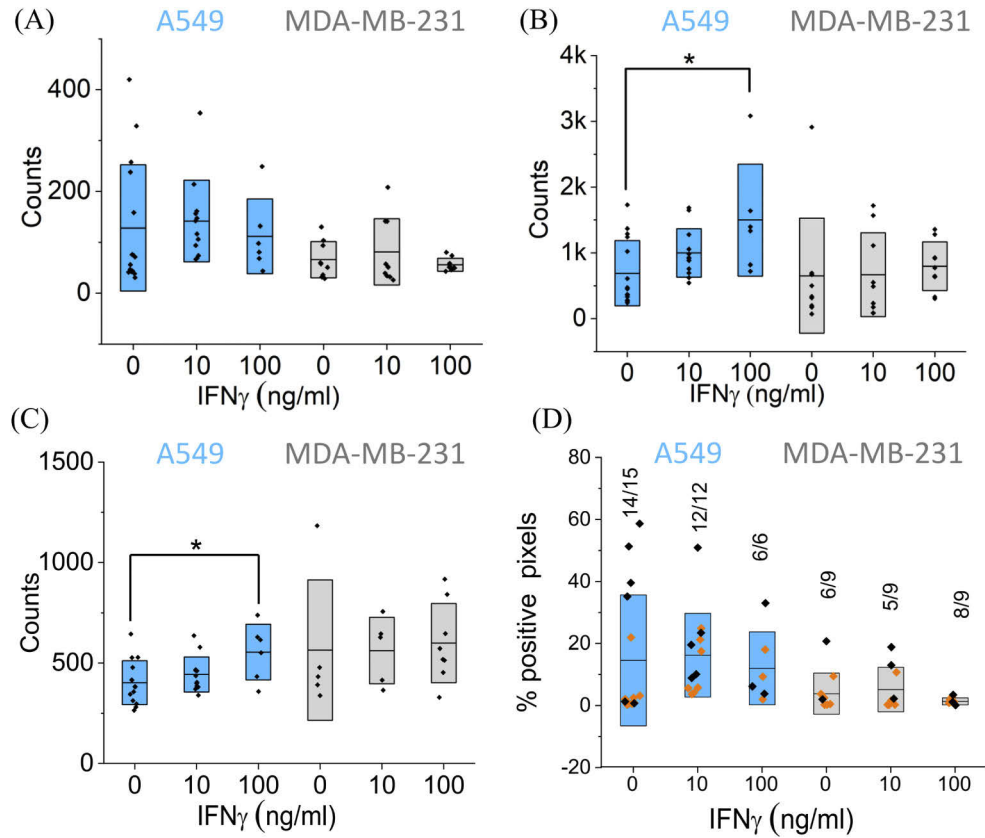 (A) A549 MDA-MB-231
Counts
400
200
0
0 10 100 0 10 100
IFNγ (ng/ml)
(B) A549 MDA-MB-231
Counts
4k
3k
2k
1k
0
*
0 10 100 0 10 100
IFNγ (ng/ml)
(C) A549 MDA-MB-231
Counts
1500
1000
500
0
*
0 10 100 0 10 100
IFNγ (ng/ml)
(D) A549 MDA-MB-231
% positive pixels
80
60
40
20
0
-20
14/15 12/12 6/6 6/9 5/9 8/9
0 10 100 0 10 100
IFNγ (ng/ml)